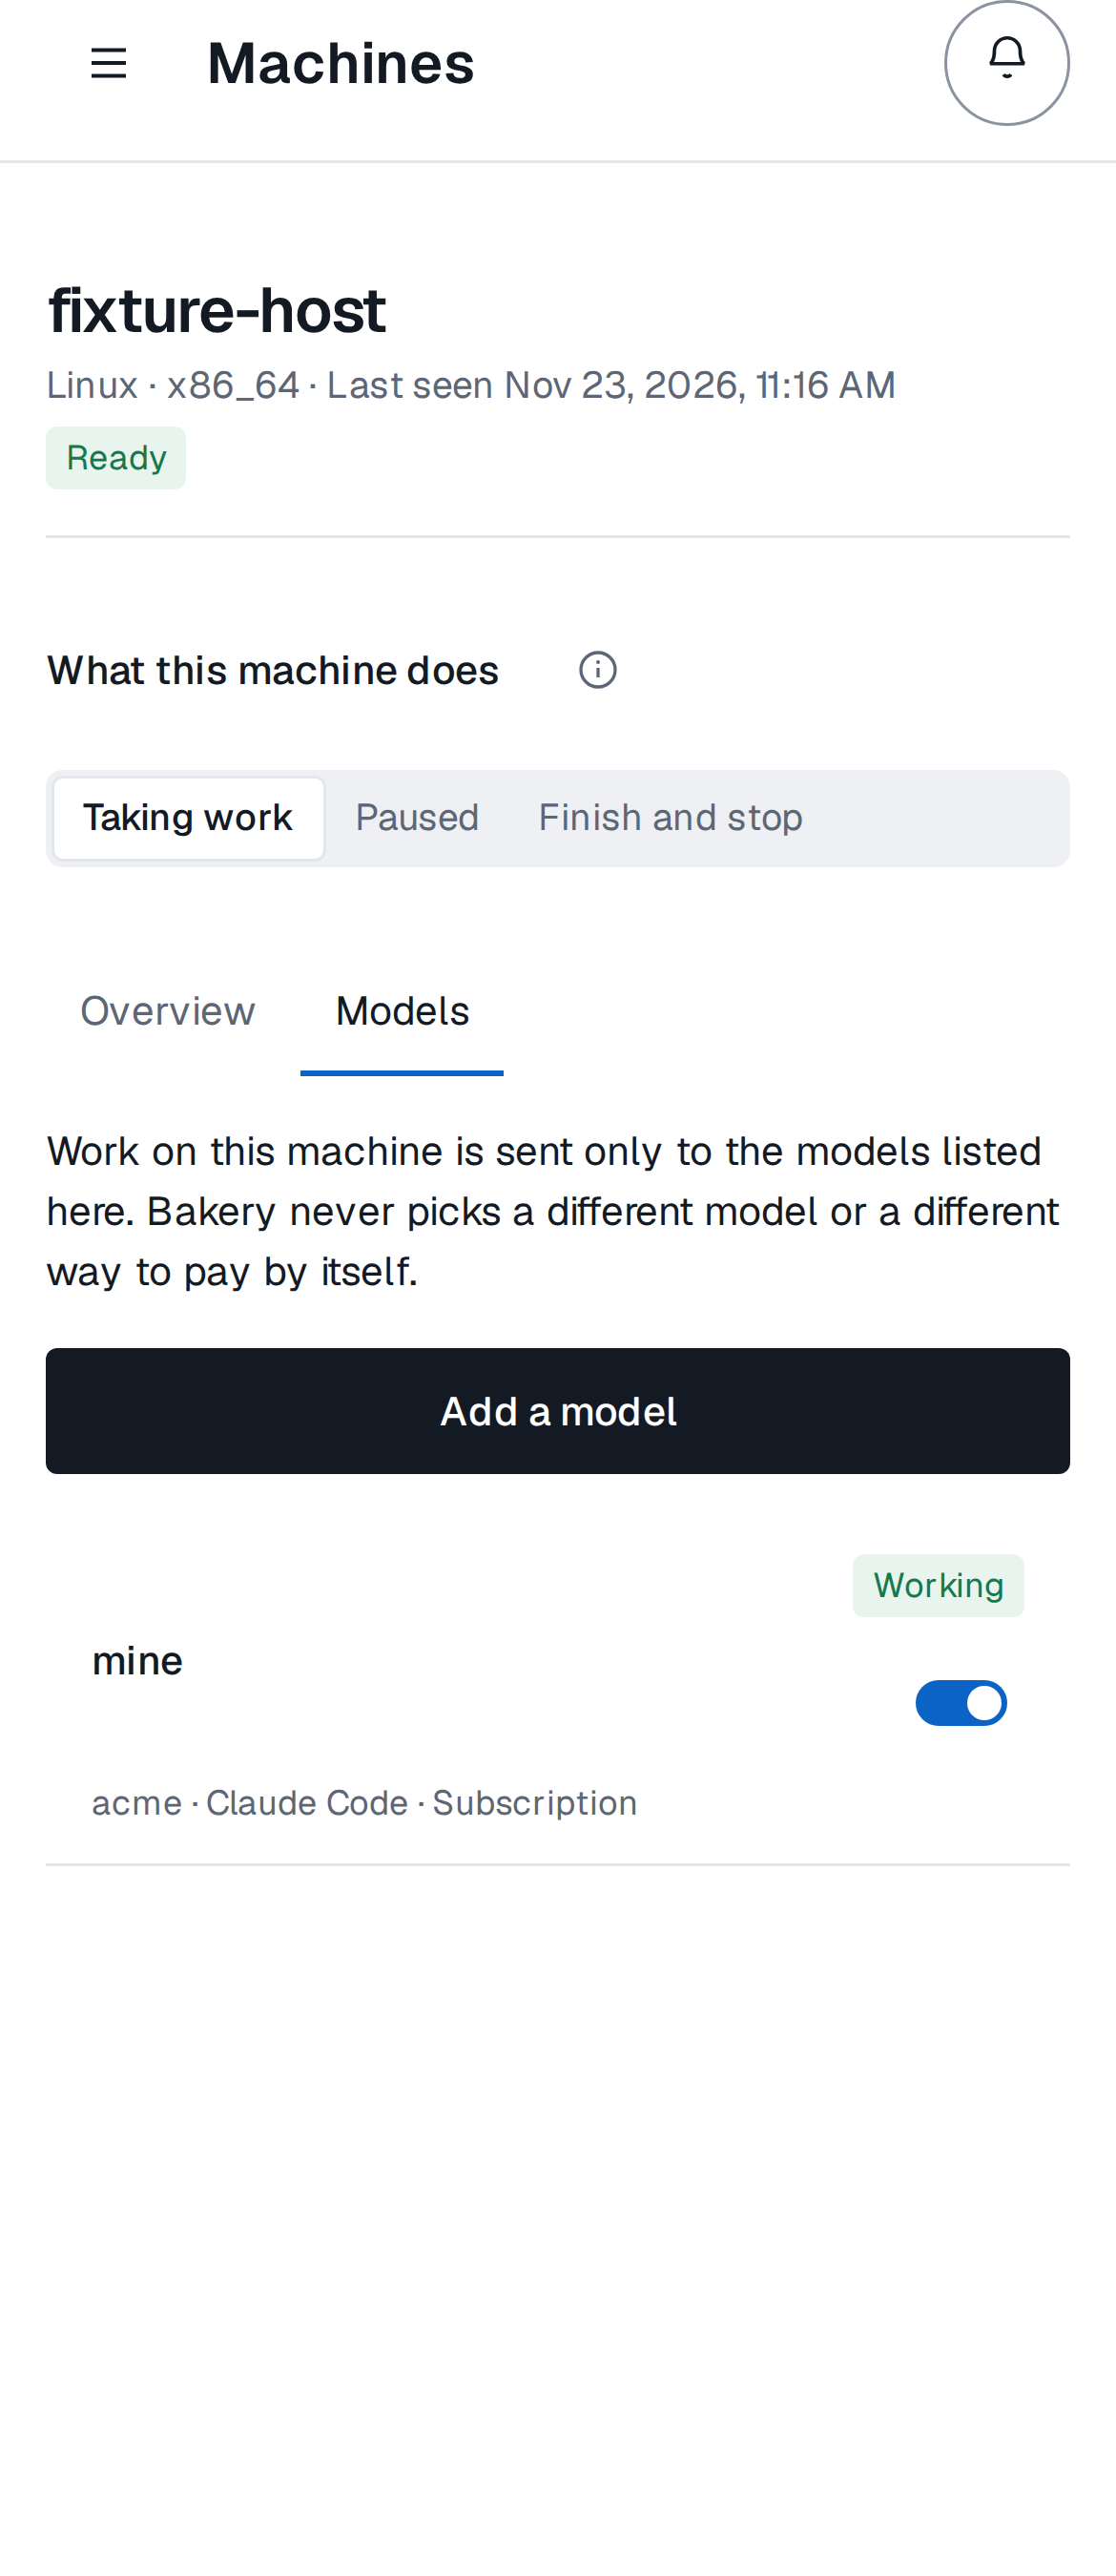 Machines
fixture-host
Linux · x86_64 · Last seen Nov 23, 2026, 11:16 AM
Ready
What this machine does
Taking work Paused Finish and stop
Overview Models
Work on this machine is sent only to the models listed
here. Bakery never picks a different model or a different
way to pay by itself.
Add a model
Working
mine
acme · Claude Code · Subscription